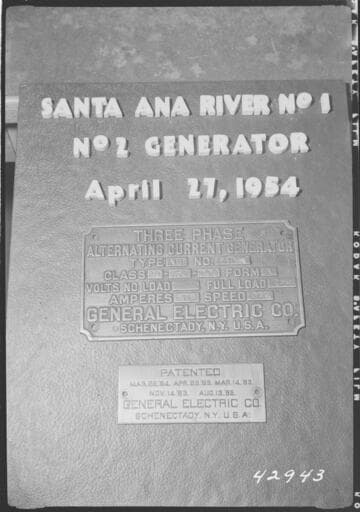 SANTA ANA RIVER Nº 1
Nº 2 GENERATOR
April 27, 1954
THREE PHASE
ALTERNATING CURRENT GENERATOR
TYPE NO.
CLASS FORM
VOLTS NO LOAD FULL LOAD
AMPERES SPEED
GENERAL ELECTRIC CO.
SCHENECTADY, N.Y. U.S.A.
PATENTED
GENERAL ELECTRIC CO.
SCHENECTADY, N.Y. U.S.A.
42943